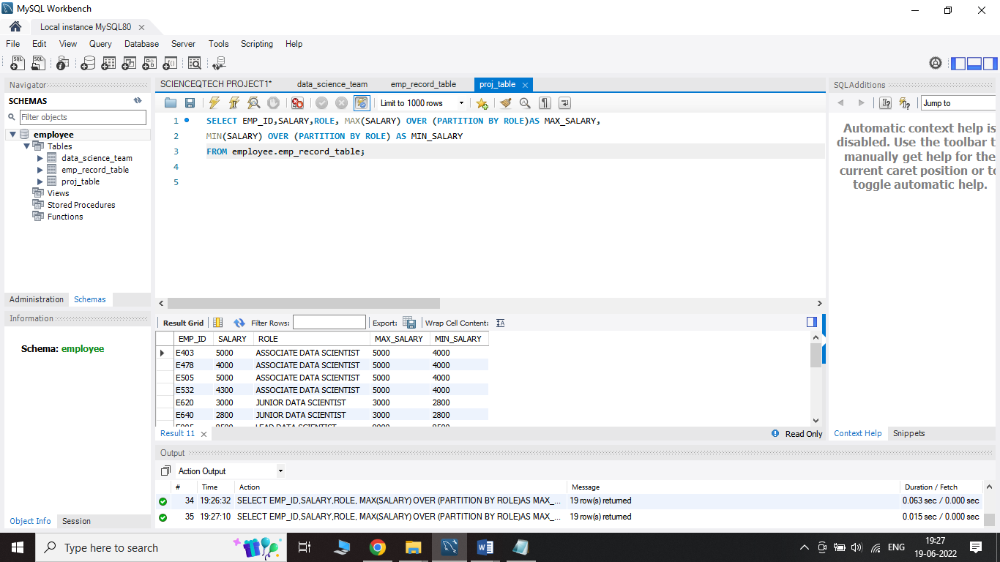 MySQL Workbench
Local instance MySQL80
File Edit View Query Database Server Tools Scripting Help
Navigator
SCHEMAS
Filter objects
employee
Tables
data_science_team
emp_record_table
proj_table
Views
Stored Procedures
Functions
Administration Schemas
Information
Schema: employee
Object Info Session
SCIENCEQTECH PROJECT1* data_science_team emp_record_table proj_table
Limit to 1000 rows
1 SELECT EMP_ID,SALARY,ROLE, MAX(SALARY) OVER (PARTITION BY ROLE)AS MAX_SALARY,
2 MIN(SALARY) OVER (PARTITION BY ROLE) AS MIN_SALARY
3 FROM employee.emp_record_table;
4
5
Result Grid Filter Rows: Export: Wrap Cell Content:
EMP_ID SALARY ROLE MAX_SALARY MIN_SALARY
E403 5000 ASSOCIATE DATA SCIENTIST 5000 4000
E478 4000 ASSOCIATE DATA SCIENTIST 5000 4000
E505 5000 ASSOCIATE DATA SCIENTIST 5000 4000
E532 4300 ASSOCIATE DATA SCIENTIST 5000 4000
E620 3000 JUNIOR DATA SCIENTIST 3000 2800
E640 2800 JUNIOR DATA SCIENTIST 3000 2800
LEAD DATA SCIENTIST
Result 11
Read Only
SQLAdditions
Jump to
Automatic context help is
disabled. Use the toolbar t
manually get help for the
current caret position or to
toggle automatic help.
Context Help Snippets
Output
Action Output
# Time Action Message Duration / Fetch
34 19:26:32 SELECT EMP_ID,SALARY,ROLE, MAX(SALARY) OVER (PARTITION BY ROLE)AS MAX_... 19 row(s) returned 0.063 sec / 0.000 sec
35 19:27:10 SELECT EMP_ID,SALARY,ROLE, MAX(SALARY) OVER (PARTITION BY ROLE)AS MAX_... 19 row(s) returned 0.015 sec / 0.000 sec
Type here to search
ENG
19:27
19-06-2022